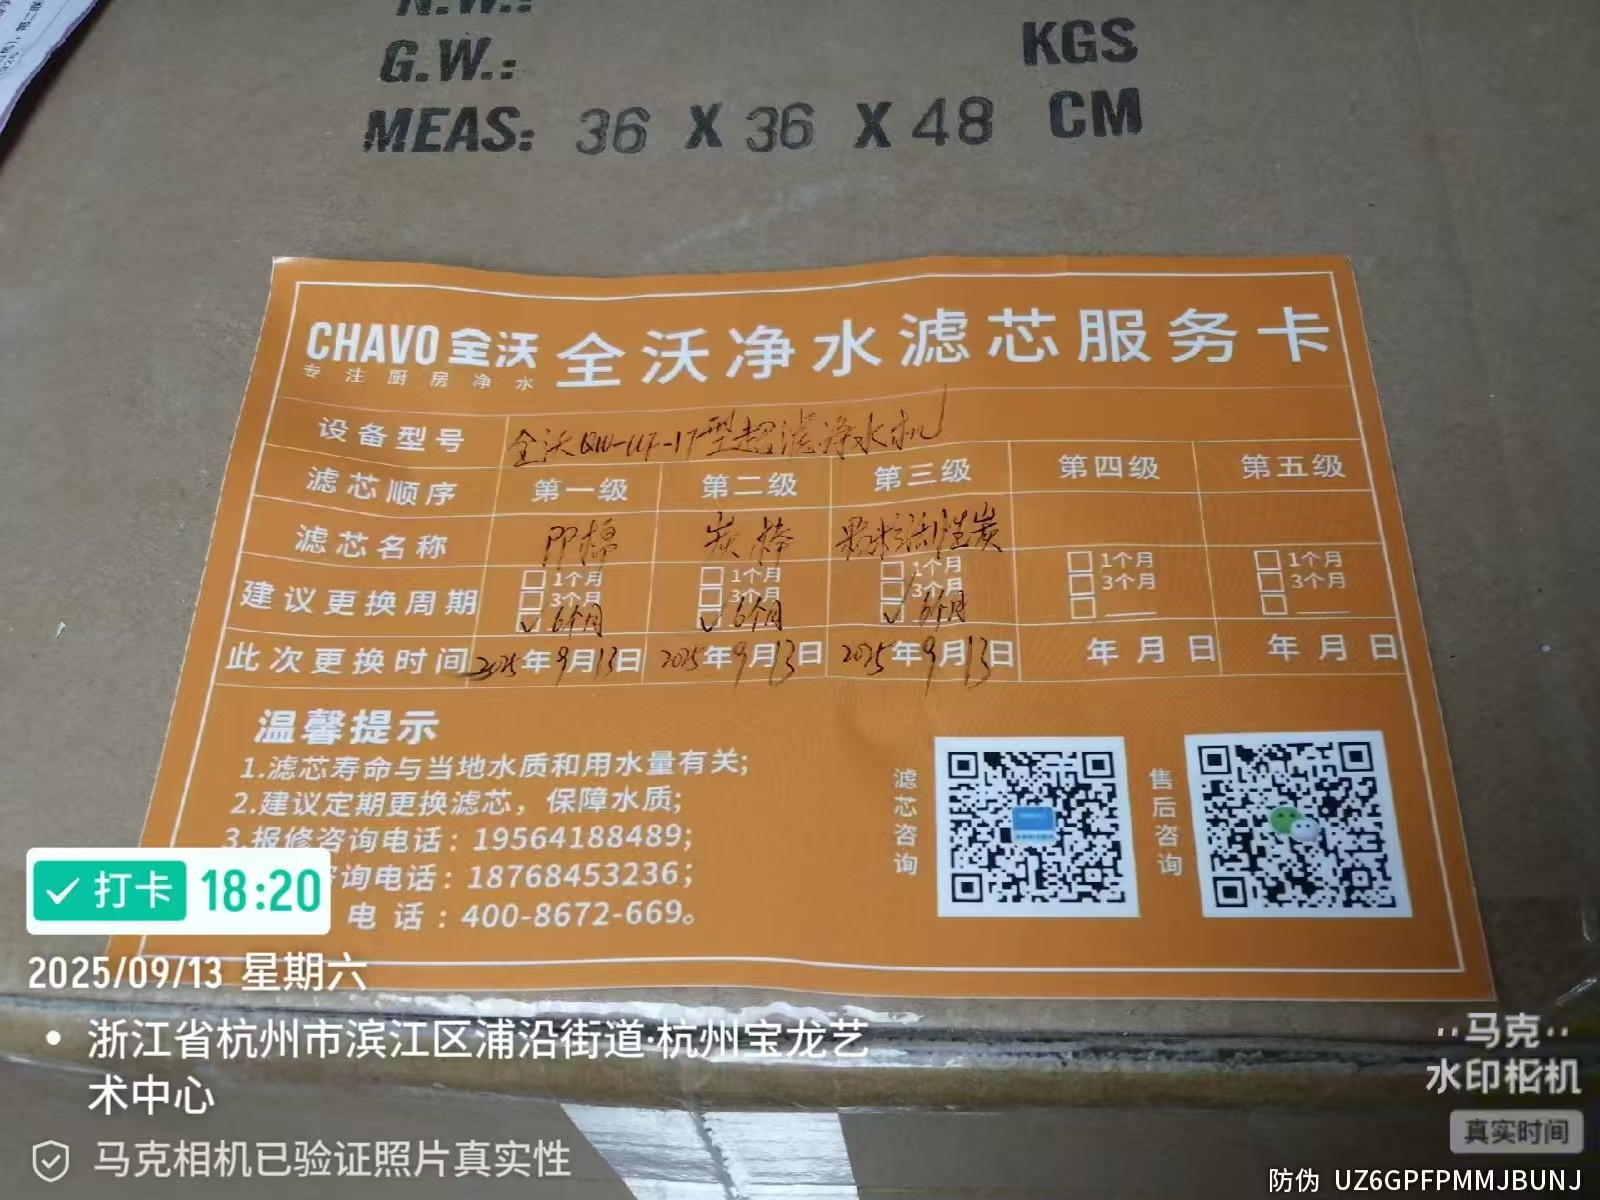 N.W.:
G.W.: KGS
MEAS: 36 X 36 X 48 CM
CHAVO 全沃
专注厨房净水
全沃净水滤芯服务卡
设备型号 全沃QW-UF-17型超滤净水机
滤芯顺序 第一级 第二级 第三级 第四级 第五级
滤芯名称 PP棉 炭棒 颗粒活性炭
建议更换周期
1个月 1个月 1个月 1个月 1个月
3个月 3个月 3个月 3个月 3个月
6个月 6个月 6个月
此次更换时间 2025年9月13日 2025年9月13日 2025年9月13日 年月日 年月日
温馨提示
1.滤芯寿命与当地水质和用水量有关;
2.建议定期更换滤芯，保障水质;
3.报修咨询电话：19564188489;
询电话：18768453236;
电话：400-8672-669。
滤芯咨询
售后咨询
打卡 18:20
2025/09/13 星期六
浙江省杭州市滨江区浦沿街道·杭州宝龙艺
术中心
马克相机已验证照片真实性
马克
水印相机
真实时间
防伪 UZ6GPFPMMJBUNJ